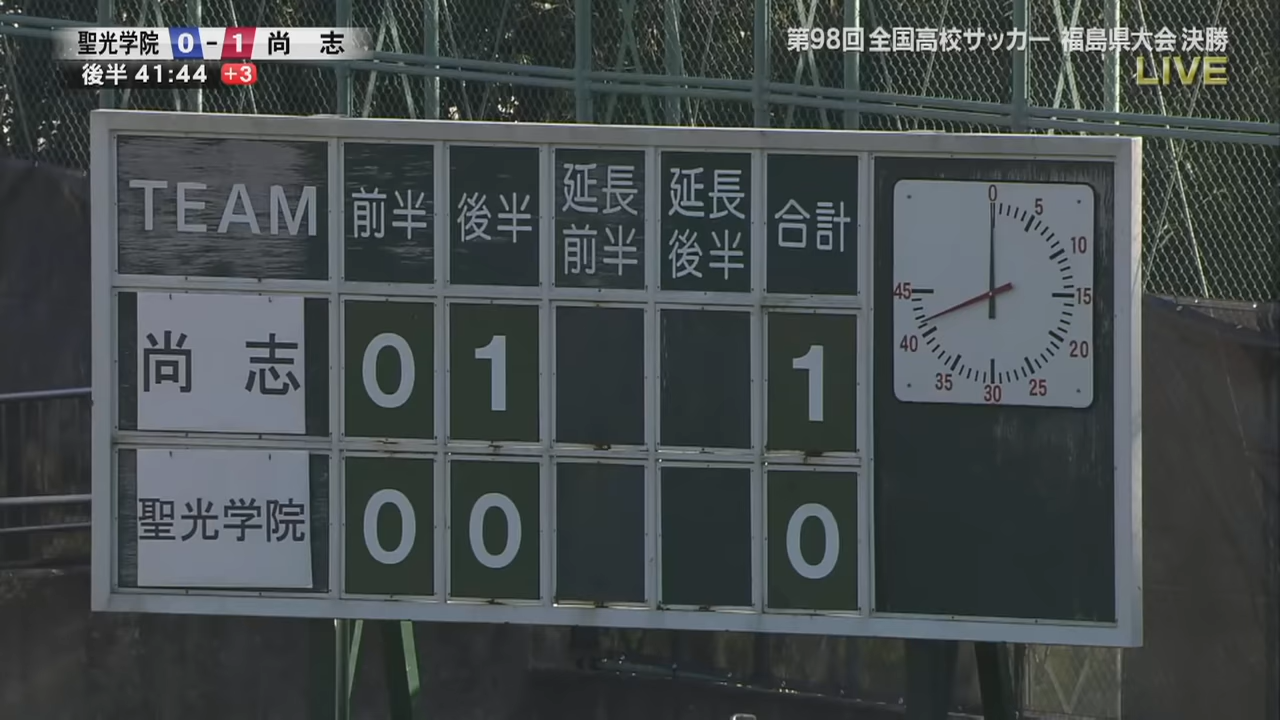 聖光学院 0 - 1 尚 志
後半 41:44 +3
第98回 全国高校サッカー 福島県大会 決勝
LIVE
TEAM 前半 後半 延長前半 延長後半 合計
尚 志 0 1 1
聖光学院 0 0 0
0
5
10
15
20
25
30
35
40
45